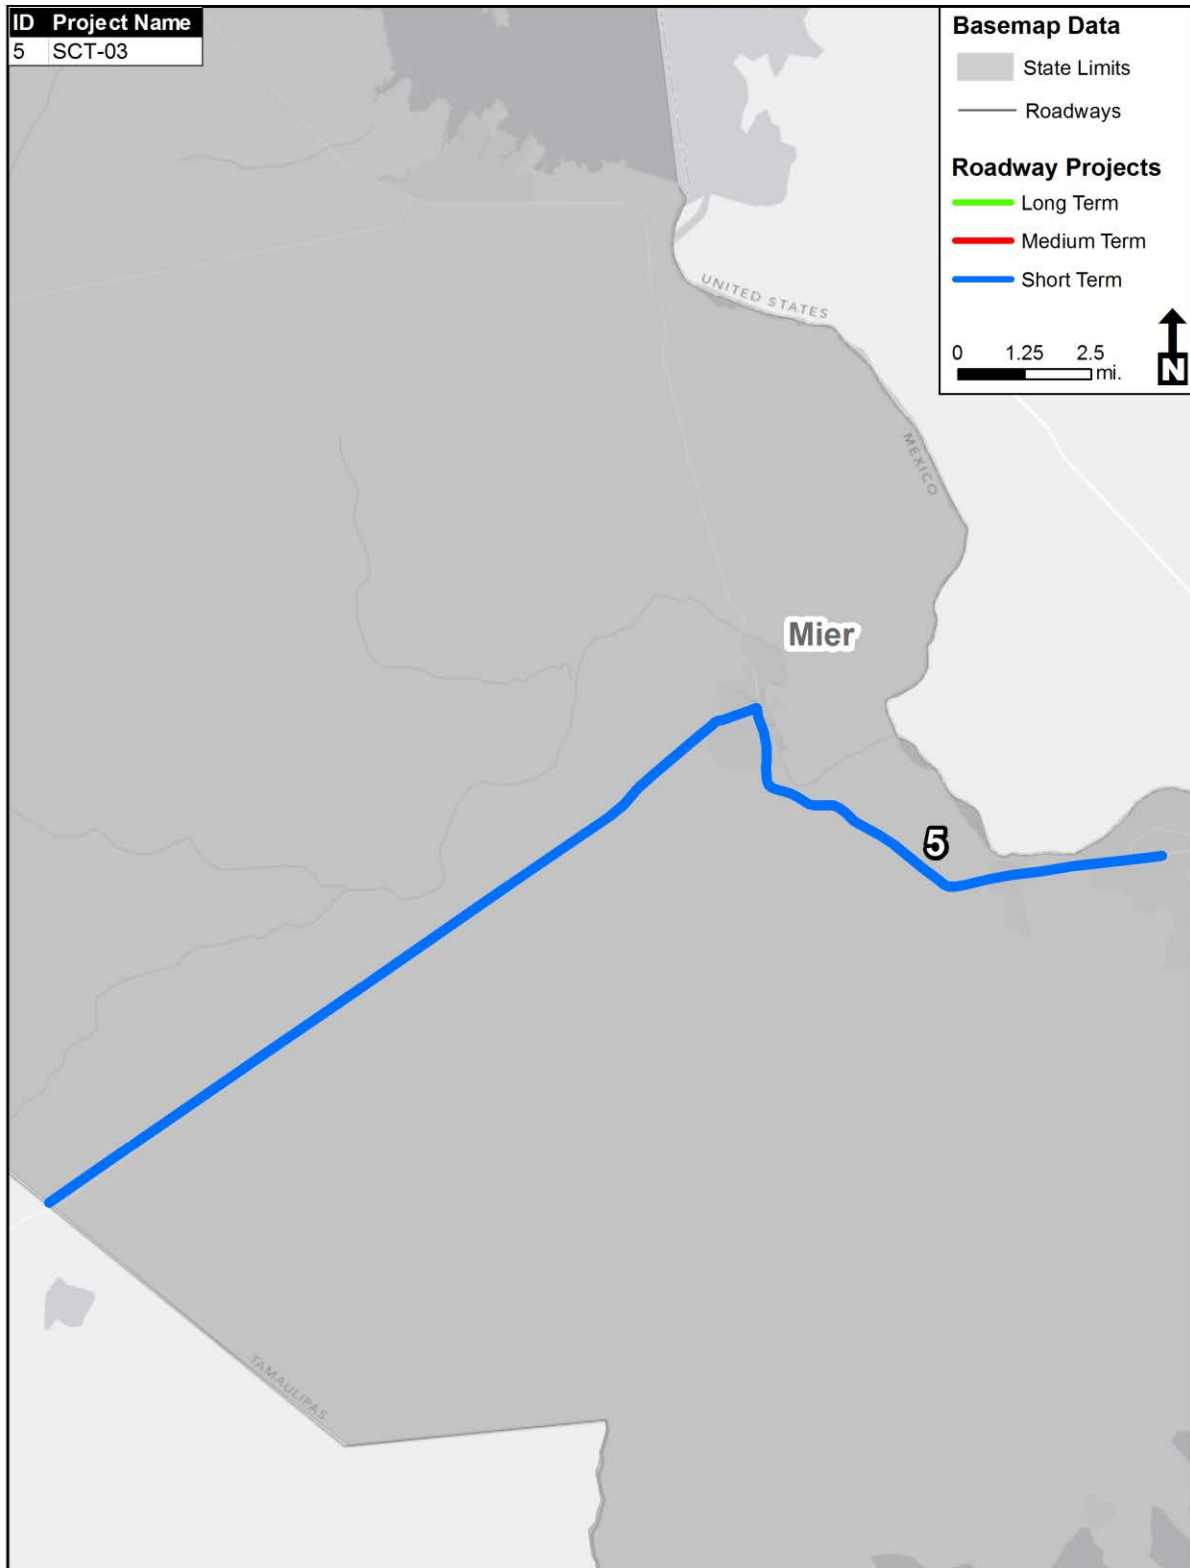 ID Project Name
5 SCT-03
Basemap Data
State Limits
Roadways
Roadway Projects
Long Term
Medium Term
Short Term
0 1.25 2.5
mi.
N
UNITED STATES
MEXICO
Mier
5
TAMAULIPAS